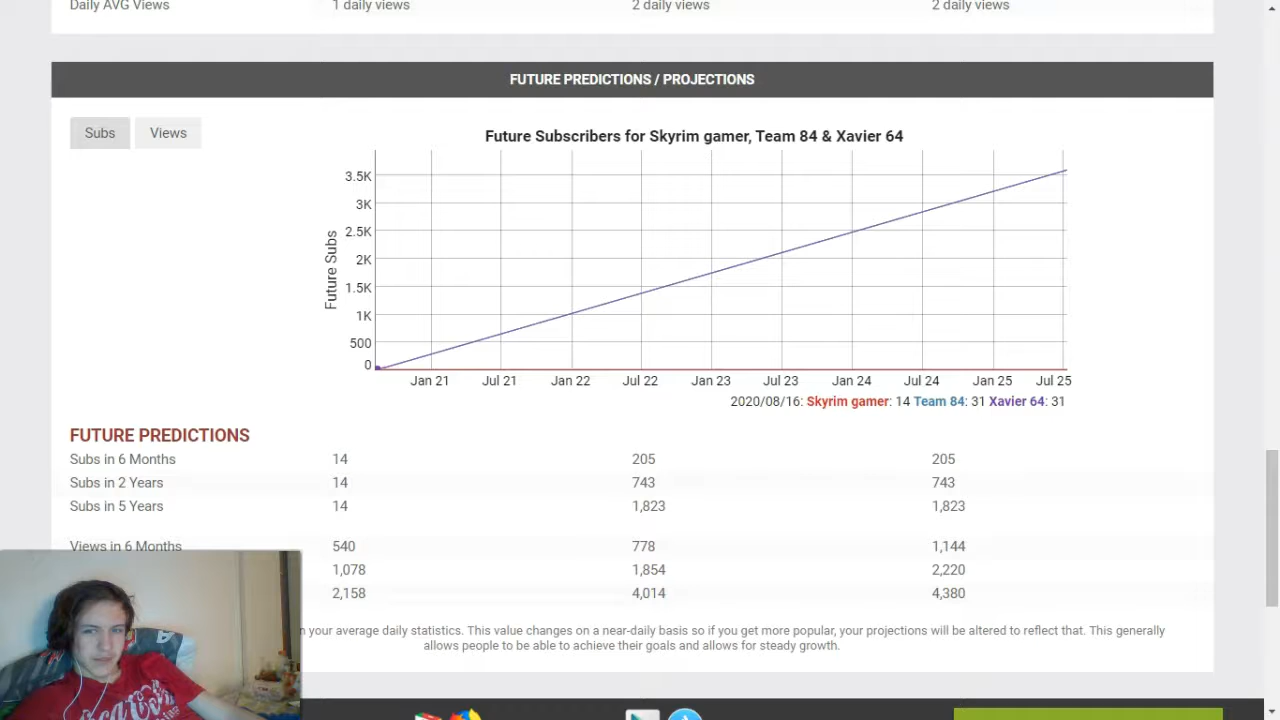 Daily AVG Views 1 daily views 2 daily views 2 daily views
FUTURE PREDICTIONS / PROJECTIONS
Subs Views
Future Subscribers for Skyrim gamer, Team 84 & Xavier 64
Future Subs
3.5K
3K
2.5K
2K
1.5K
1K
500
0
Jan 21 Jul 21 Jan 22 Jul 22 Jan 23 Jul 23 Jan 24 Jul 24 Jan 25 Jul 25
2020/08/16: Skyrim gamer: 14 Team 84: 31 Xavier 64: 31
FUTURE PREDICTIONS
Subs in 6 Months 14 205 205
Subs in 2 Years 14 743 743
Subs in 5 Years 14 1,823 1,823
Views in 6 Months 540 778 1,144
1,078 1,854 2,220
2,158 4,014 4,380
your average daily statistics. This value changes on a near-daily basis so if you get more popular, your projections will be altered to reflect that. This generally
allows people to be able to achieve their goals and allows for steady growth.
Coca-Co